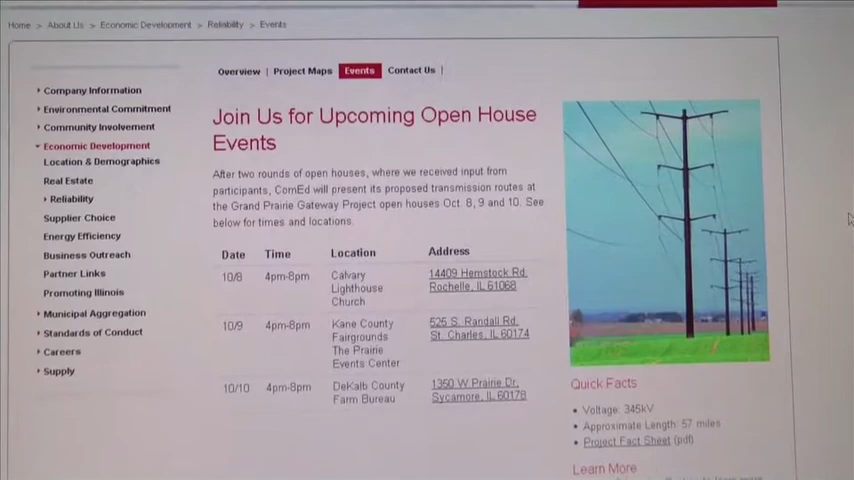 Home > About Us > Economic Development > Reliability > Events
Company Information
Environmental Commitment
Community Involvement
Economic Development
Location & Demographics
Real Estate
Reliability
Supplier Choice
Energy Efficiency
Business Outreach
Partner Links
Promoting Illinois
Municipal Aggregation
Standards of Conduct
Careers
Supply
Overview | Project Maps Events Contact Us |
Join Us for Upcoming Open House
Events
After two rounds of open houses, where we received input from
participants, ComEd will present its proposed transmission routes at
the Grand Prairie Gateway Project open houses Oct. 8, 9 and 10. See
below for times and locations.
Date Time Location Address
10/8 4pm-8pm Calvary 14409 Hemstock Rd.
Lighthouse Rochelle, IL 61068
Church
10/9 4pm-8pm Kane County 525 S. Randall Rd.
Fairgrounds St. Charles, IL 60174
The Prairie
Events Center
10/10 4pm-8pm DeKalb County 1350 W Prairie Dr.
Farm Bureau Sycamore, IL 60178
Quick Facts
• Voltage: 345kV
• Approximate Length: 57 miles
• Project Fact Sheet (pdf)
Learn More